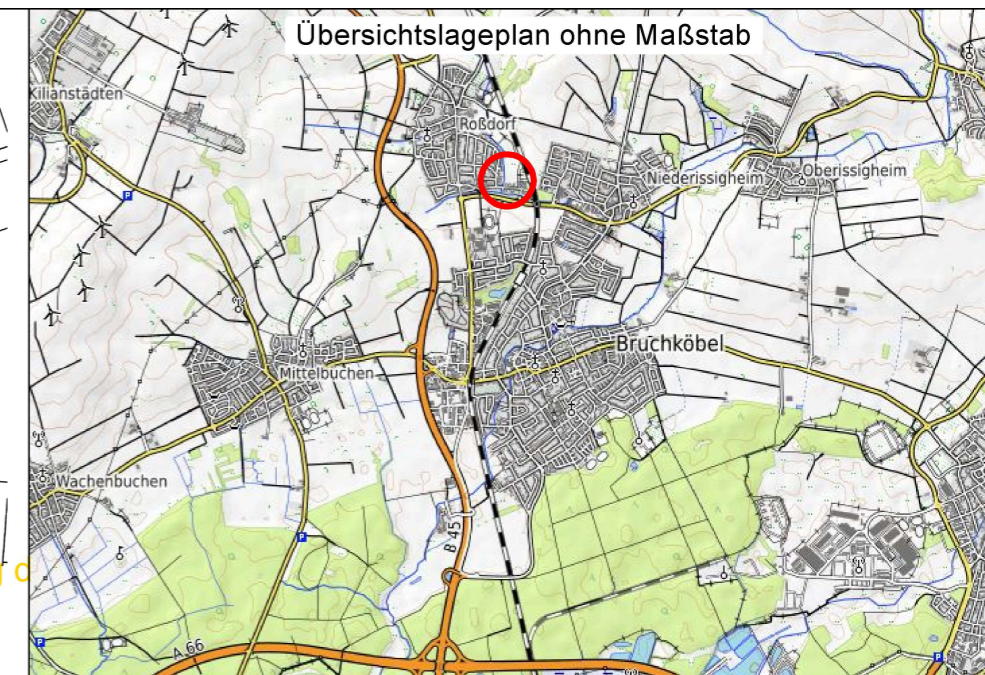 Übersichtslageplan ohne Maßstab
Kilianstädten
Roßdorf
Niederissigheim
Oberissigheim
P
Bruchköbel
Mittelbuchen
Wachenbuchen
P
B 45
P
A 66
P